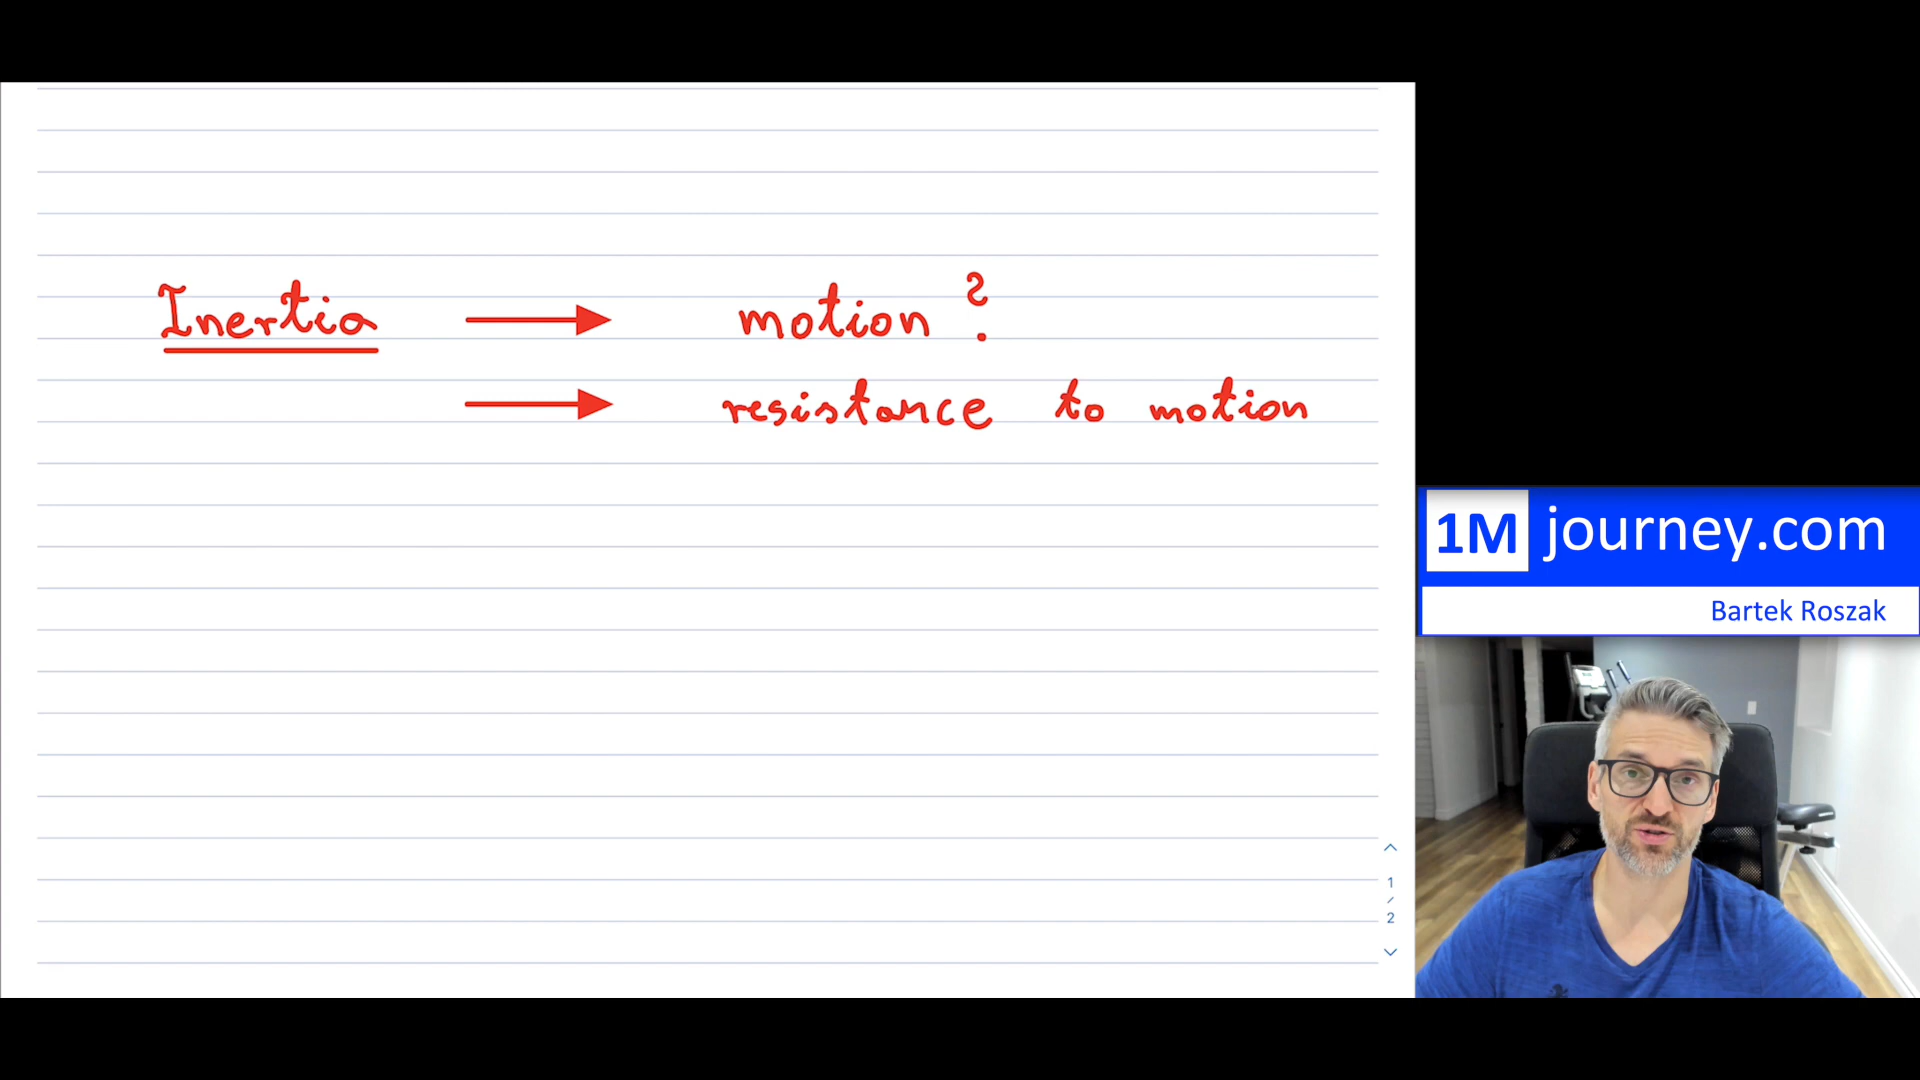 Inertia → motion ?
→ resistance to motion
1M journey.com
Bartek Roszak
1
/
2